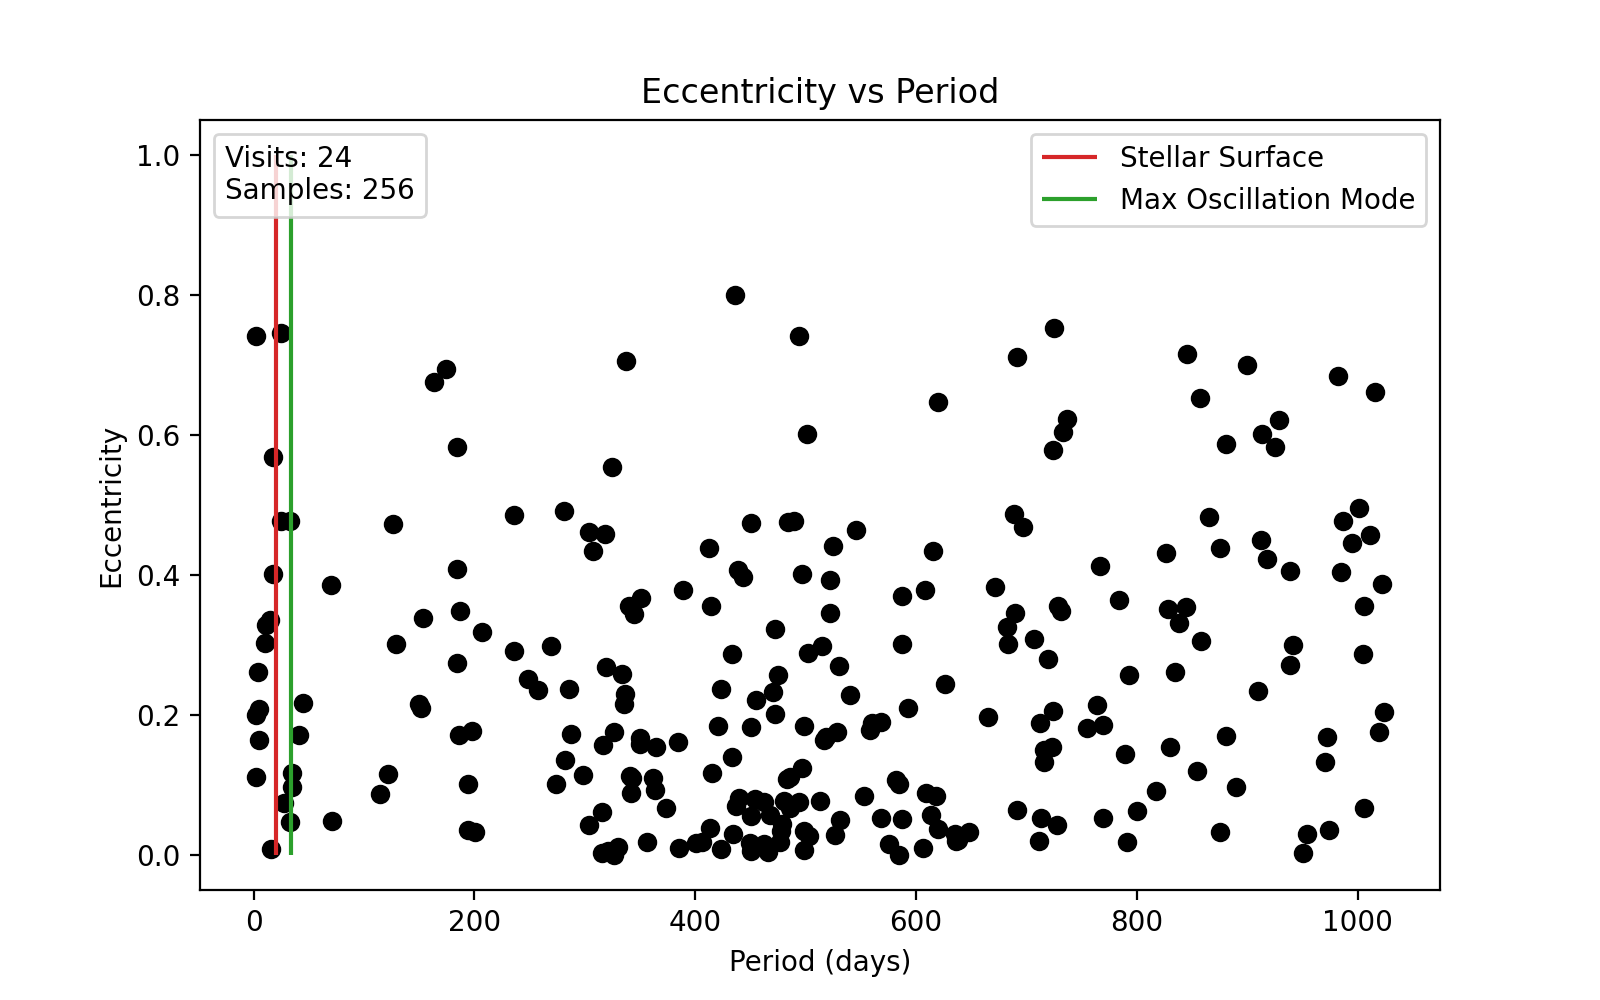 Eccentricity vs Period
Visits: 24
Samples: 256
Stellar Surface
Max Oscillation Mode
Eccentricity
1.0
0.8
0.6
0.4
0.2
0.0
0 200 400 600 800 1000
Period (days)